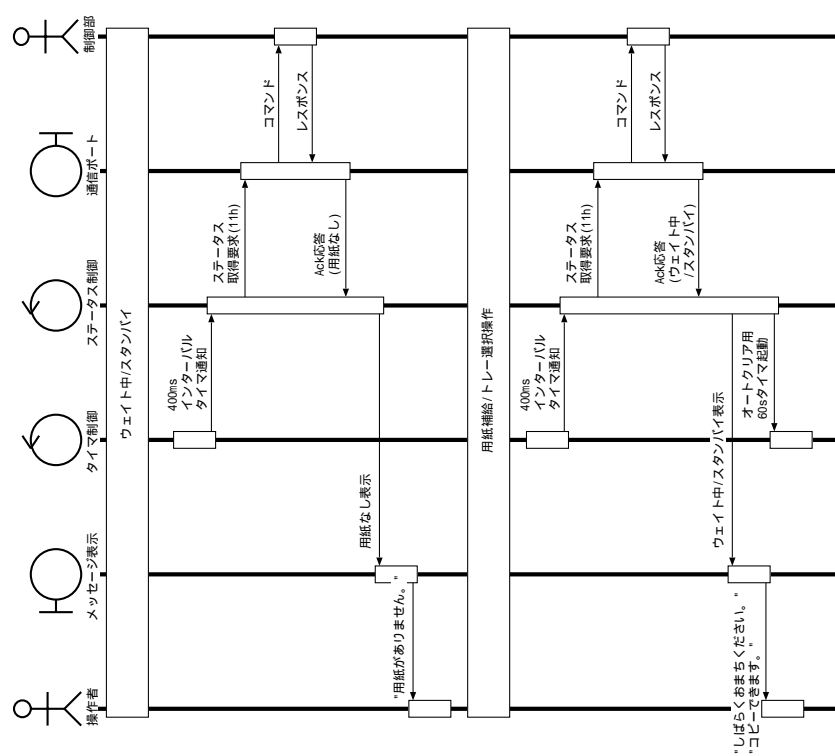 操作者
メッセージ表示
タイマ制御
ステータス制御
通信ポート
制御部
ウェイト中/スタンバイ
400ms
インターバル
タイマ通知
ステータス
取得要求(11h)
コマンド
レスポンス
Ack応答
(用紙なし)
用紙なし表示
"用紙がありません。"
用紙補給/トレー選択操作
400ms
インターバル
タイマ通知
ステータス
取得要求(11h)
コマンド
レスポンス
Ack応答
(ウェイト中
/スタンバイ)
ウェイト中/スタンバイ表示
オートクリア用
60sタイマ起動
"しばらくおまちください。"
"コピーできます。"